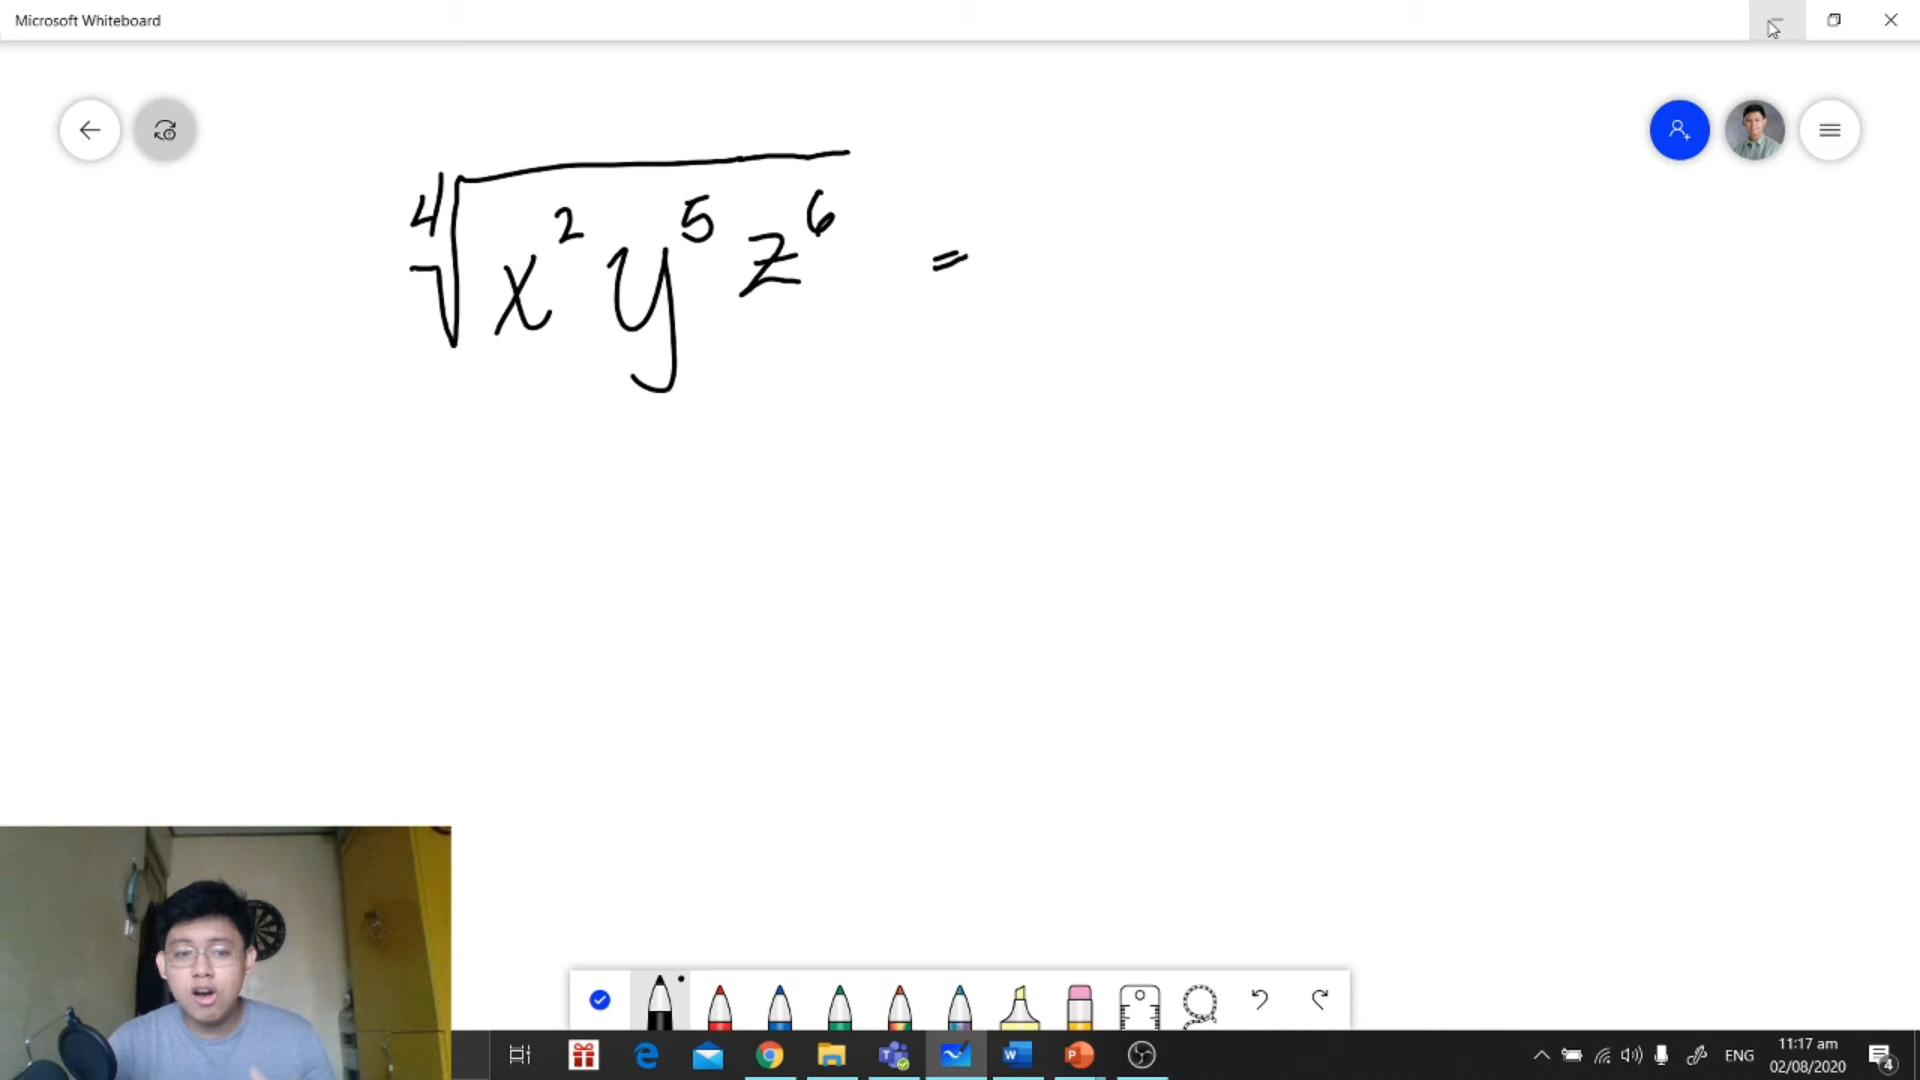 Microsoft Whiteboard
∜x²y⁵z⁶ =
ENG
11:17 am
02/08/2020
4